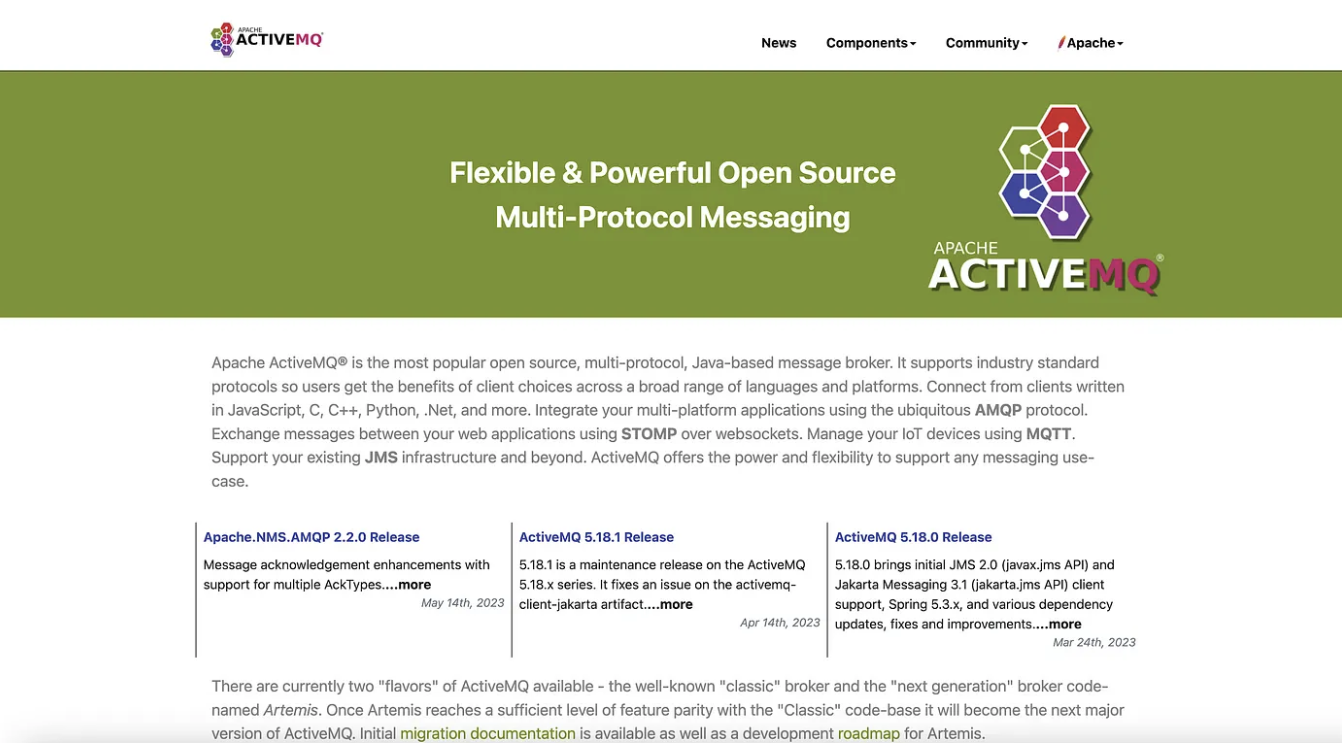 APACHE
ACTIVEMQ®
News Components Community Apache
Flexible & Powerful Open Source
Multi-Protocol Messaging
APACHE
ACTIVEMQ®
Apache ActiveMQ® is the most popular open source, multi-protocol, Java-based message broker. It supports industry standard
protocols so users get the benefits of client choices across a broad range of languages and platforms. Connect from clients written
in JavaScript, C, C++, Python, .Net, and more. Integrate your multi-platform applications using the ubiquitous AMQP protocol.
Exchange messages between your web applications using STOMP over websockets. Manage your IoT devices using MQTT.
Support your existing JMS infrastructure and beyond. ActiveMQ offers the power and flexibility to support any messaging use-
case.
Apache.NMS.AMQP 2.2.0 Release
Message acknowledgement enhancements with
support for multiple AckTypes....more
May 14th, 2023
ActiveMQ 5.18.1 Release
5.18.1 is a maintenance release on the ActiveMQ
5.18.x series. It fixes an issue on the activemq-
client-jakarta artifact....more
Apr 14th, 2023
ActiveMQ 5.18.0 Release
5.18.0 brings initial JMS 2.0 (javax.jms API) and
Jakarta Messaging 3.1 (jakarta.jms API) client
support, Spring 5.3.x, and various dependency
updates, fixes and improvements....more
Mar 24th, 2023
There are currently two "flavors" of ActiveMQ available - the well-known "classic" broker and the "next generation" broker code-
named Artemis. Once Artemis reaches a sufficient level of feature parity with the "Classic" code-base it will become the next major
version of ActiveMQ. Initial migration documentation is available as well as a development roadmap for Artemis.